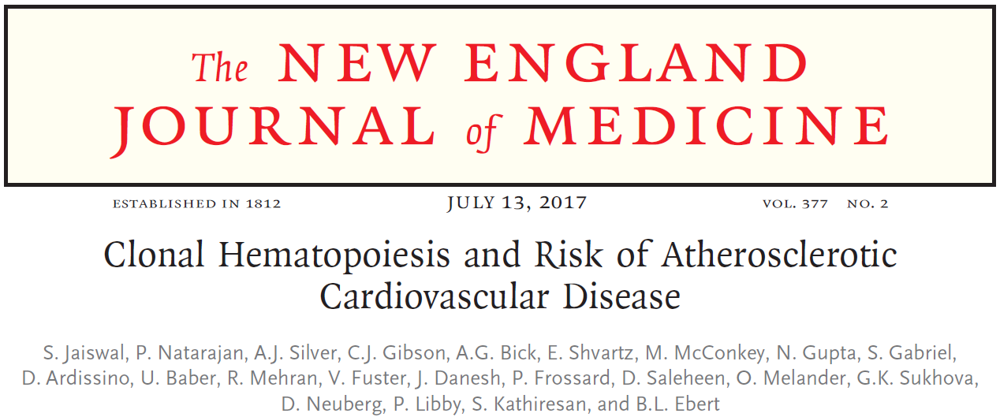 The NEW ENGLAND
JOURNAL of MEDICINE
ESTABLISHED IN 1812 JULY 13, 2017 VOL. 377 NO. 2
Clonal Hematopoiesis and Risk of Atherosclerotic
Cardiovascular Disease
S. Jaiswal, P. Natarajan, A.J. Silver, C.J. Gibson, A.G. Bick, E. Shvartz, M. McConkey, N. Gupta, S. Gabriel,
D. Ardissino, U. Baber, R. Mehran, V. Fuster, J. Danesh, P. Frossard, D. Saleheen, O. Melander, G.K. Sukhova,
D. Neuberg, P. Libby, S. Kathiresan, and B.L. Ebert